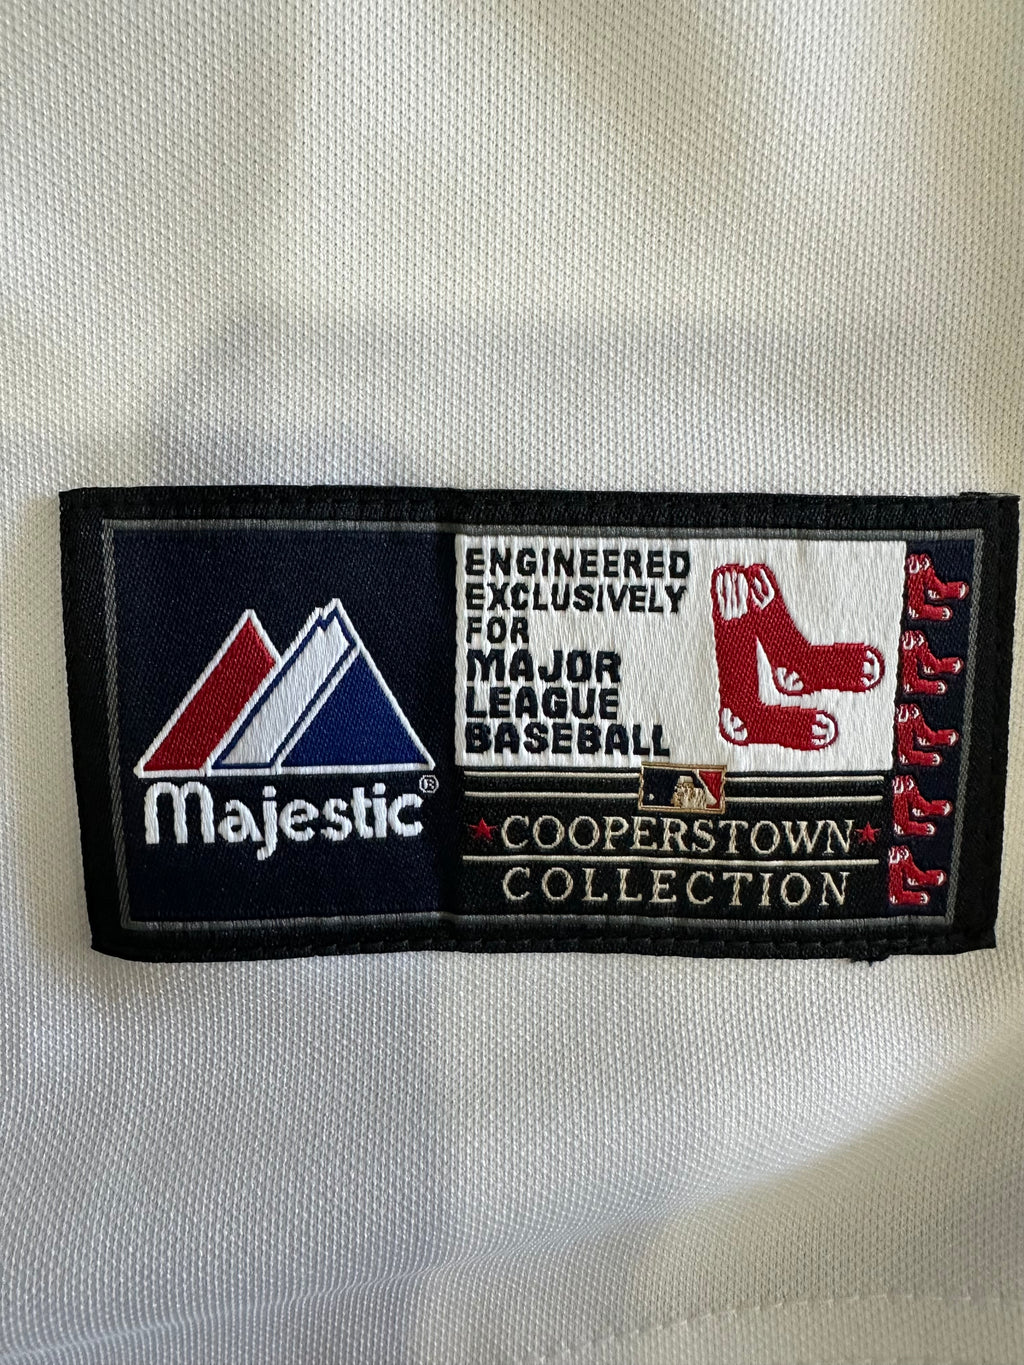 Majestic®
ENGINEERED
EXCLUSIVELY
FOR
MAJOR
LEAGUE
BASEBALL
COOPERSTOWN
COLLECTION